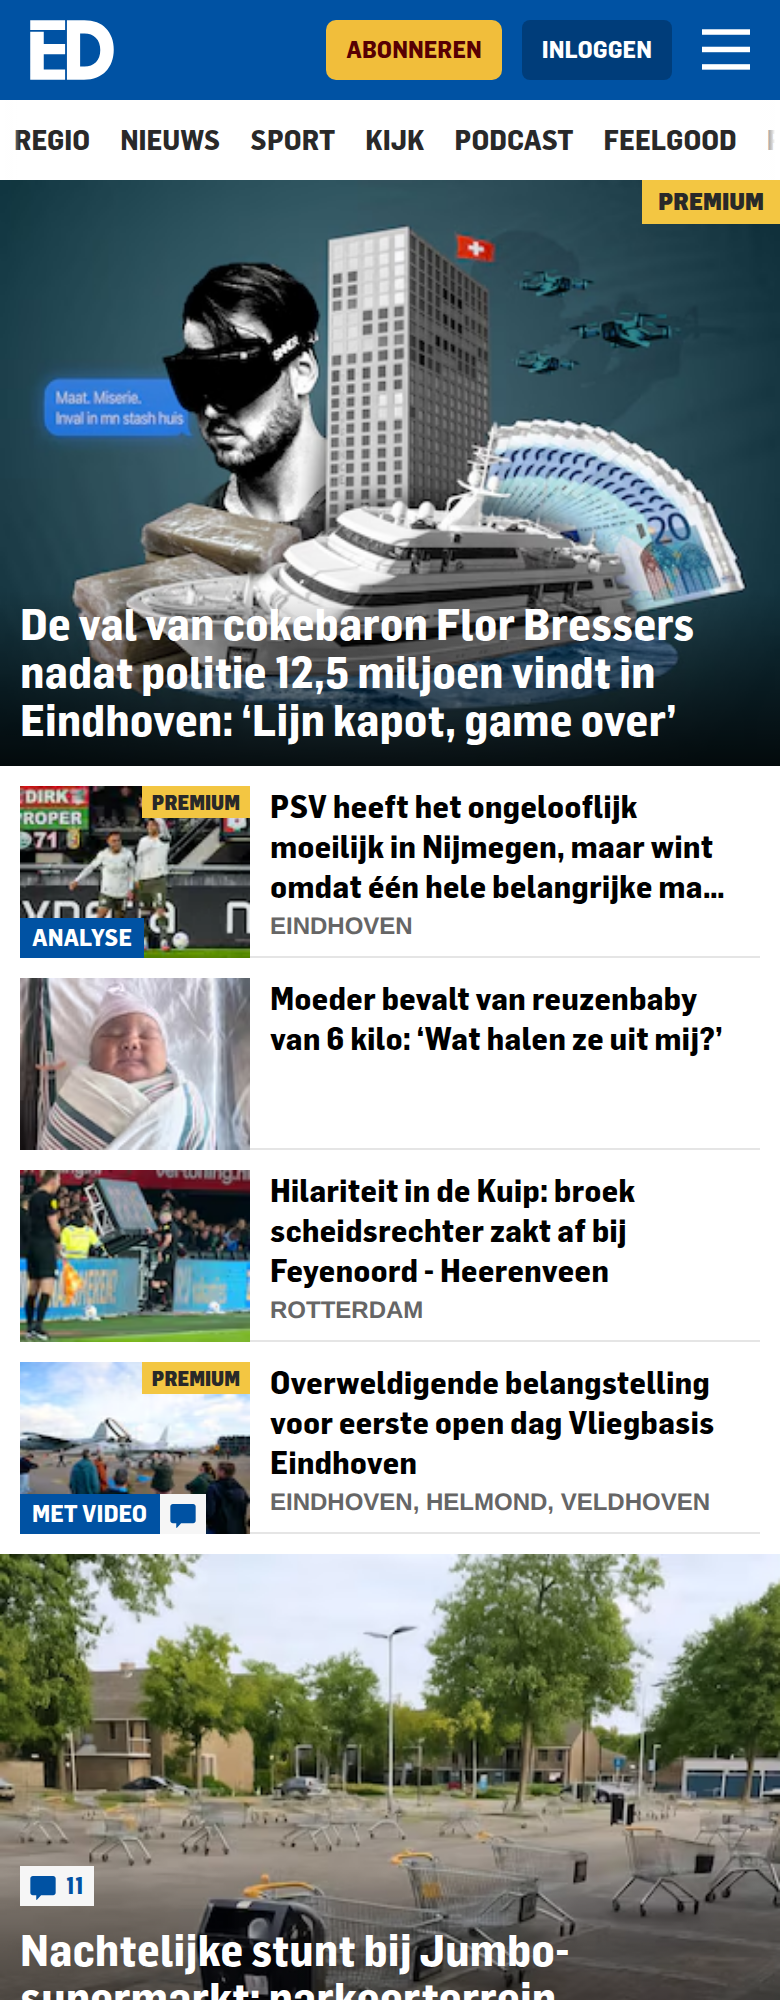 ED
ABONNEREN
INLOGGEN
REGIO NIEUWS SPORT KIJK PODCAST FEELGOOD
PREMIUM
Maat. Miserie.
Inval in mn stash huis
20
De val van cokebaron Flor Bressers
nadat politie 12,5 miljoen vindt in
Eindhoven: ‘Lijn kapot, game over’
DIRK
PREMIUM
71
ANALYSE
PSV heeft het ongelooflijk
moeilijk in Nijmegen, maar wint
omdat één hele belangrijke ma...
EINDHOVEN
Moeder bevalt van reuzenbaby
van 6 kilo: ‘Wat halen ze uit mij?’
Hilariteit in de Kuip: broek
scheidsrechter zakt af bij
Feyenoord - Heerenveen
ROTTERDAM
PREMIUM
MET VIDEO
Overweldigende belangstelling
voor eerste open dag Vliegbasis
Eindhoven
EINDHOVEN, HELMOND, VELDHOVEN
11
Nachtelijke stunt bij Jumbo-
supermarkt: parkeerterrein